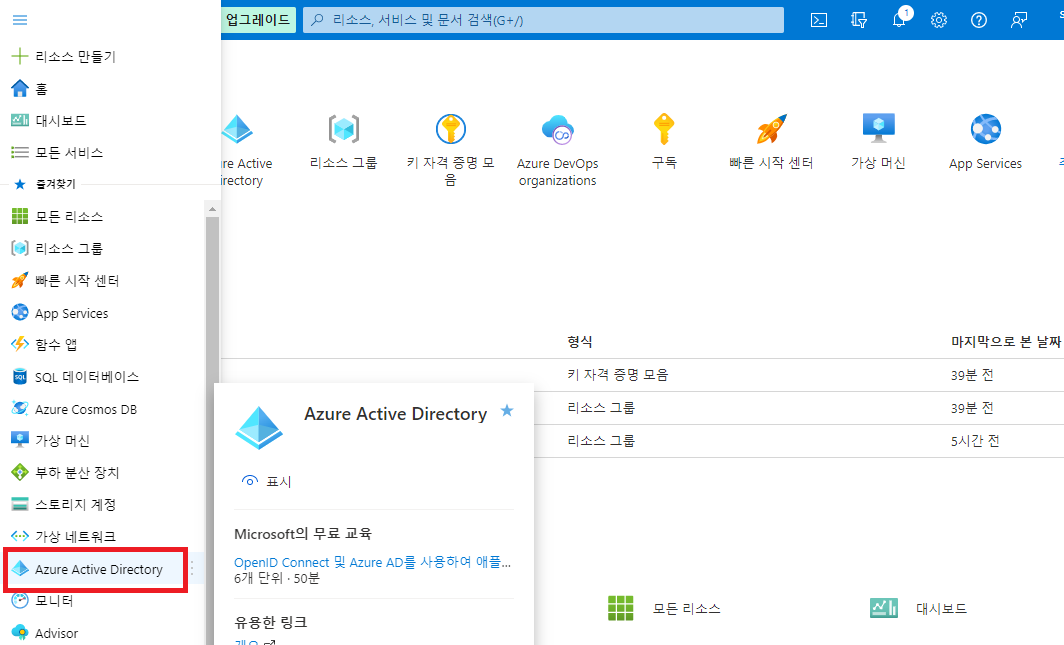 업그레이드
리소스, 서비스 및 문서 검색(G+/)
1
리소스 만들기
홈
대시보드
모든 서비스
즐겨찾기
모든 리소스
리소스 그룹
빠른 시작 센터
App Services
함수 앱
SQL 데이터베이스
Azure Cosmos DB
가상 머신
부하 분산 장치
스토리지 계정
가상 네트워크
Azure Active Directory
모니터
Advisor
re Active
irectory
리소스 그룹
키 자격 증명 모
음
Azure DevOps
organizations
구독
빠른 시작 센터
가상 머신
App Services
형식
마지막으로 본 날짜
키 자격 증명 모음
39분 전
리소스 그룹
39분 전
리소스 그룹
5시간 전
Azure Active Directory
표시
Microsoft의 무료 교육
OpenID Connect 및 Azure AD를 사용하여 애플...
6개 단위 · 50분
유용한 링크
모든 리소스
대시보드